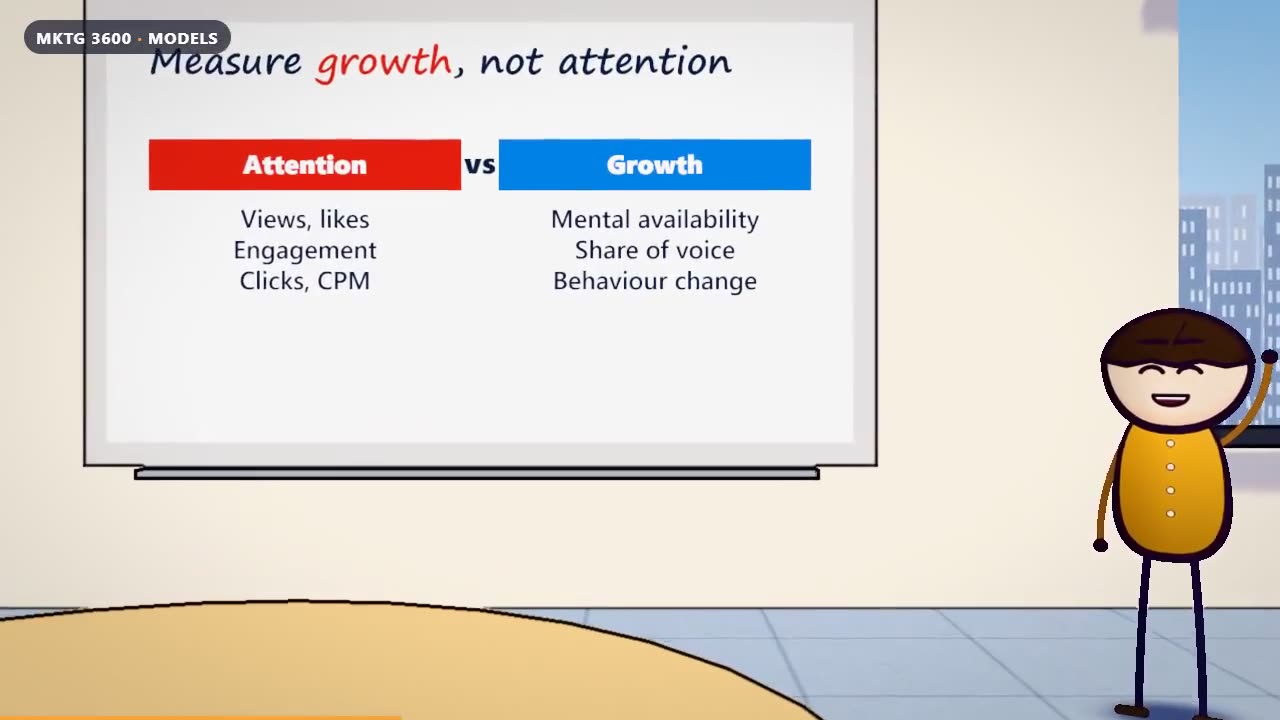 MKTG 3600 · MODELS
Measure growth, not attention
Attention vs Growth
Views, likes
Engagement
Clicks, CPM
Mental availability
Share of voice
Behaviour change